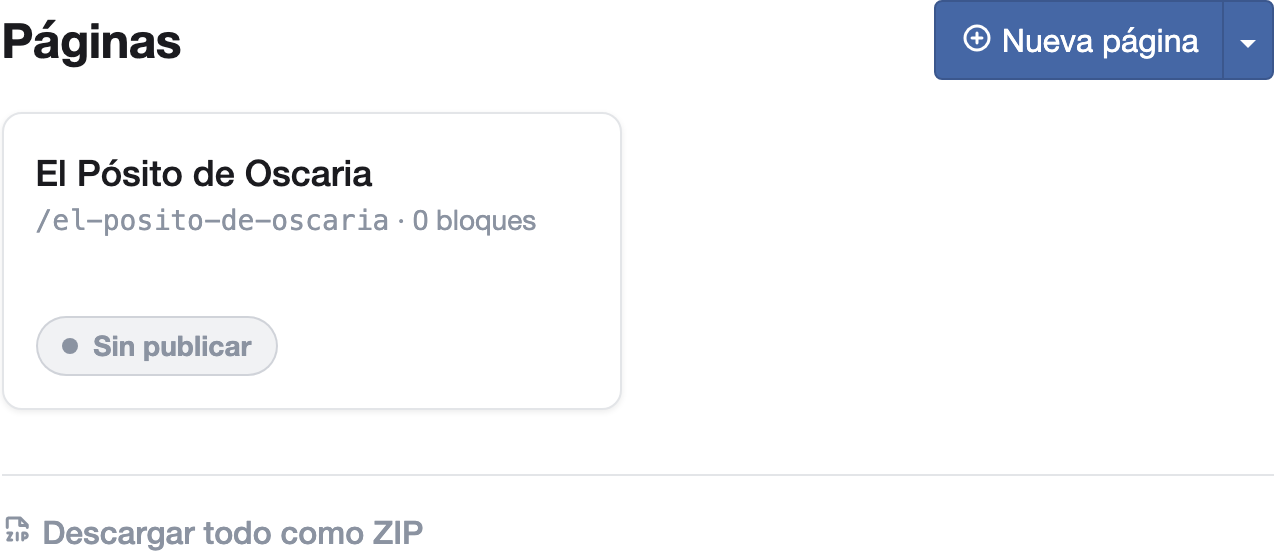 Páginas
Nueva página
El Pósito de Oscaria
/el-posito-de-oscaria · 0 bloques
Sin publicar
ZIP Descargar todo como ZIP